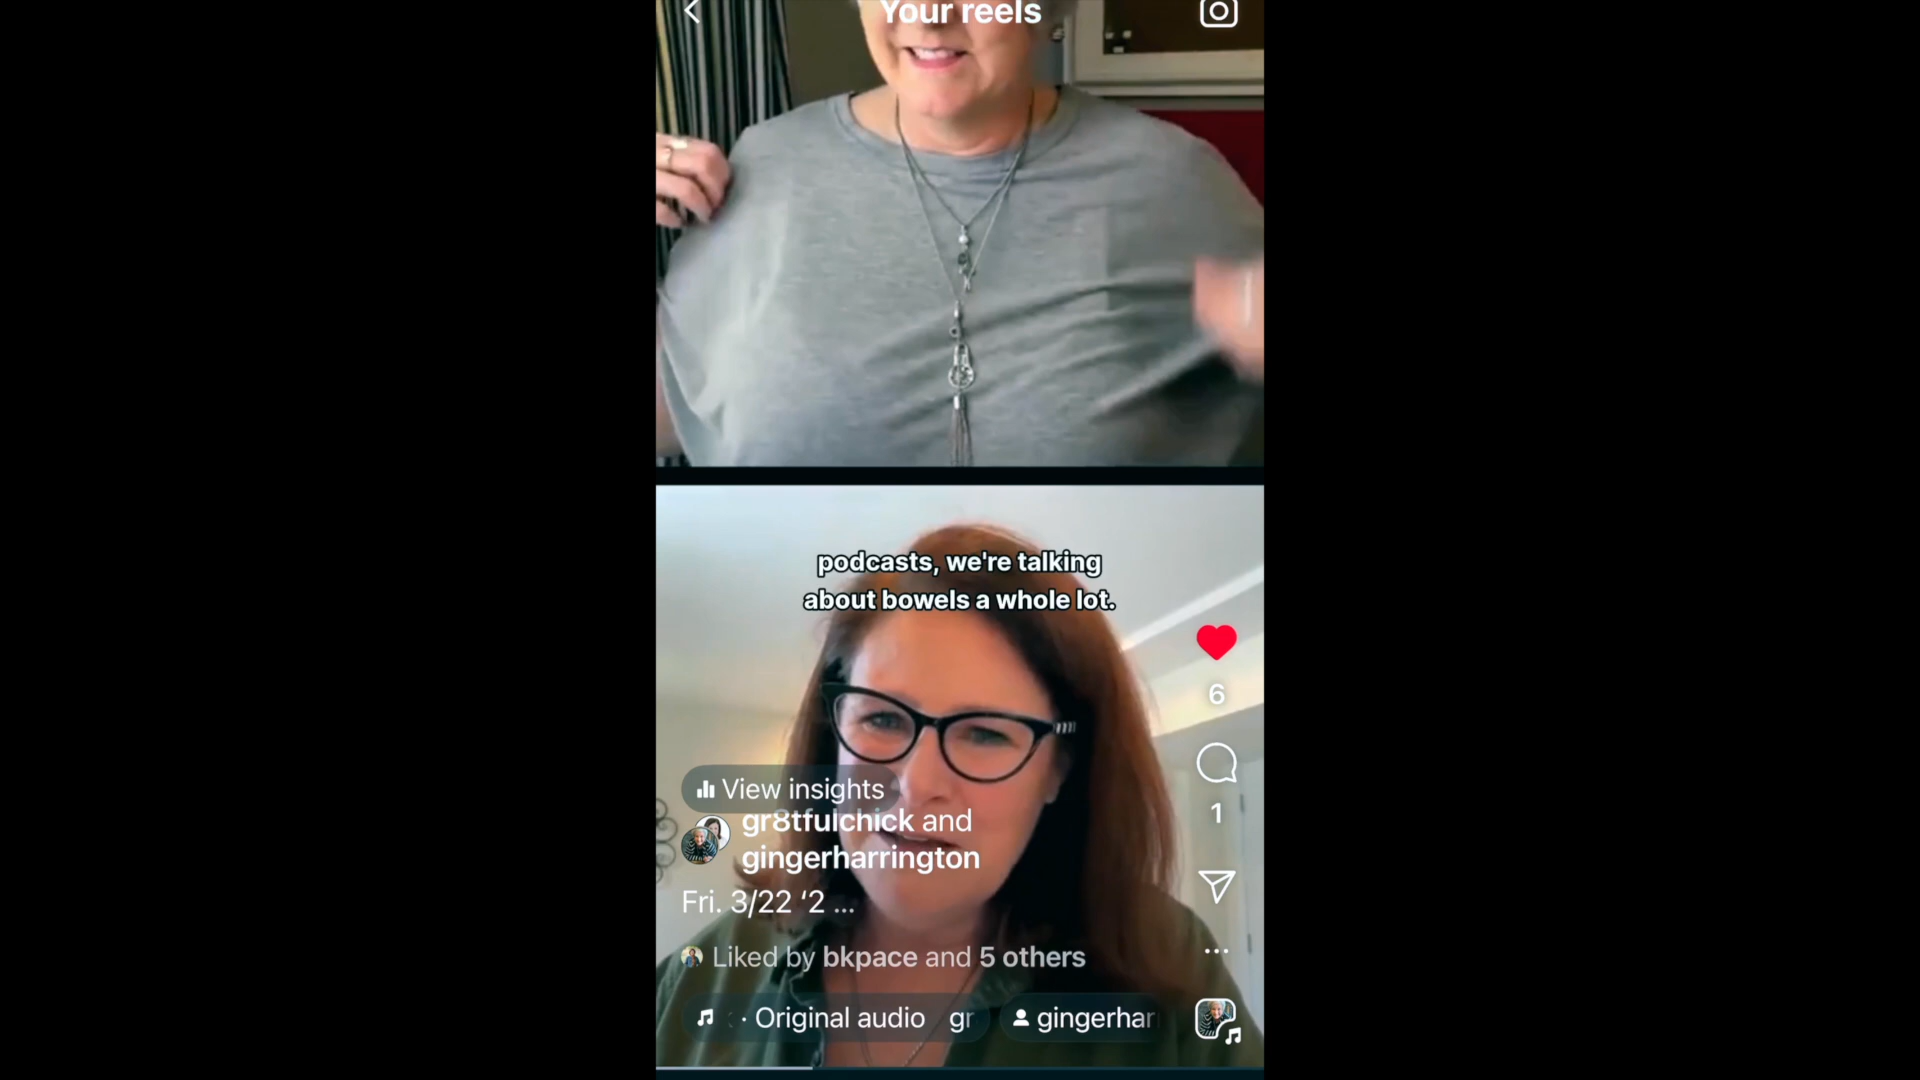 Your reels
podcasts, we're talking
about bowels a whole lot.
6
View insights
gr8tfulchick and
gingerharrington
1
Fri. 3/22 ‘2 ...
Liked by bkpace and 5 others
· Original audio gr
gingerhar